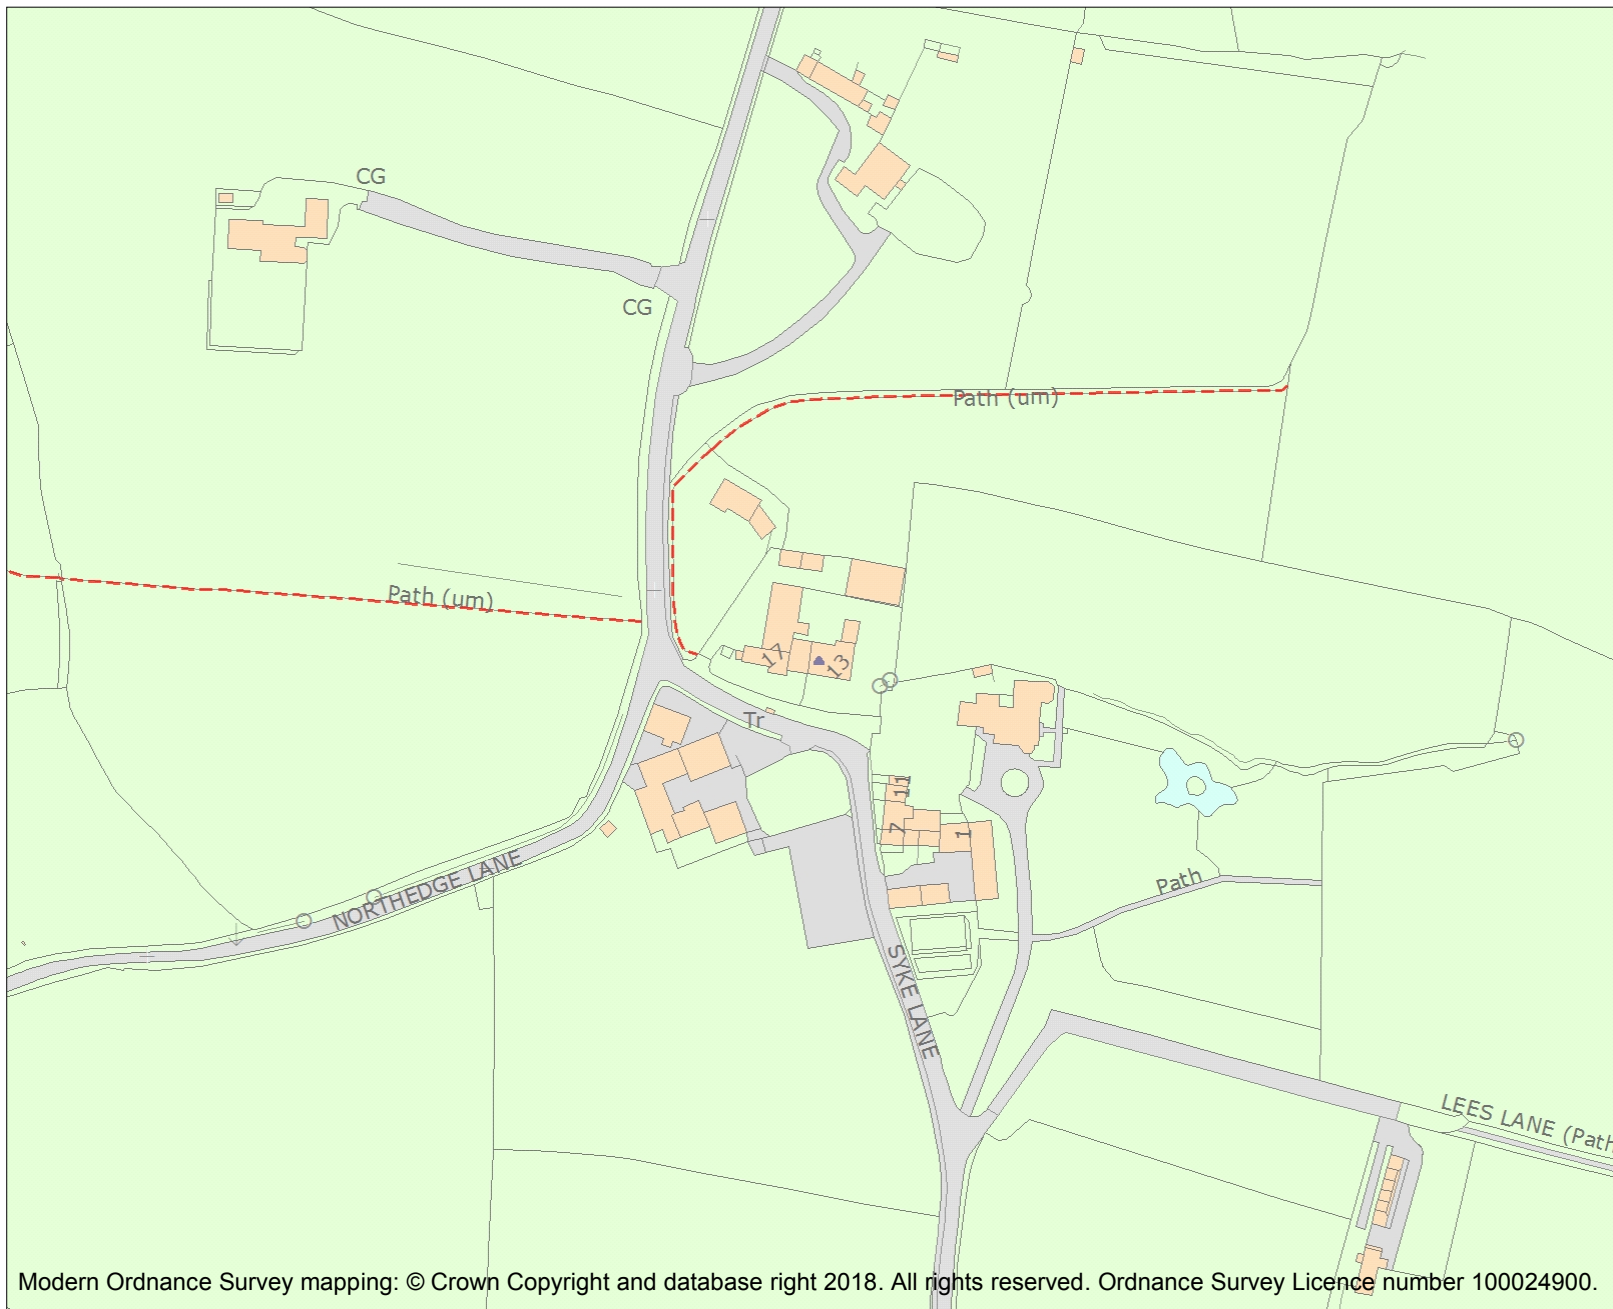 CG
CG
Path (um)
Path (um)
17
13
Tr
11
7
1
NORTHEDGE LANE
Path
SYKE LANE
LEES LANE (Path
Modern Ordnance Survey mapping: © Crown Copyright and database right 2018. All rights reserved. Ordnance Survey Licence number 100024900.